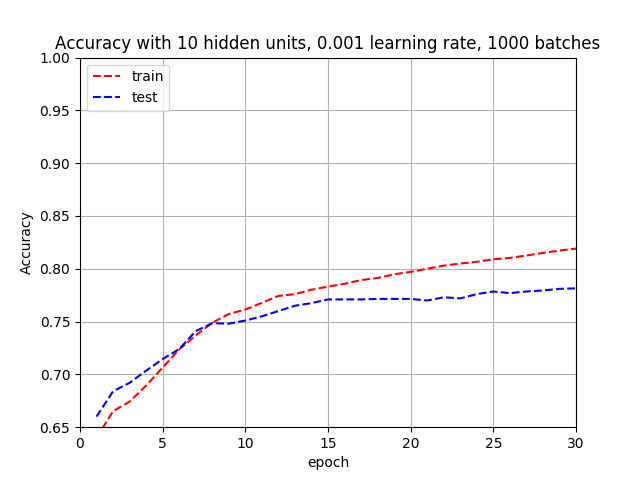 Accuracy with 10 hidden units, 0.001 learning rate, 1000 batches
1.00
train
test
0.95
0.90
0.85
0.80
0.75
0.70
0.65
Accuracy
0 5 10 15 20 25 30
epoch